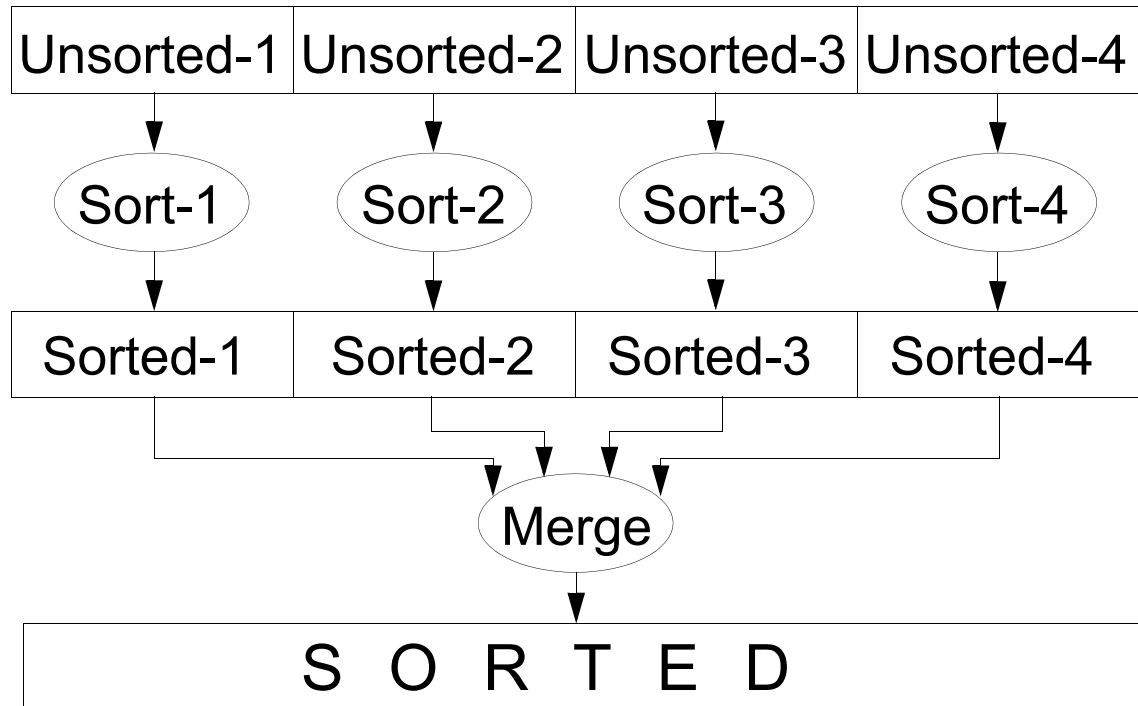 Unsorted-1 Unsorted-2 Unsorted-3 Unsorted-4
Sort-1 Sort-2 Sort-3 Sort-4
Sorted-1 Sorted-2 Sorted-3 Sorted-4
Merge
S O R T E D